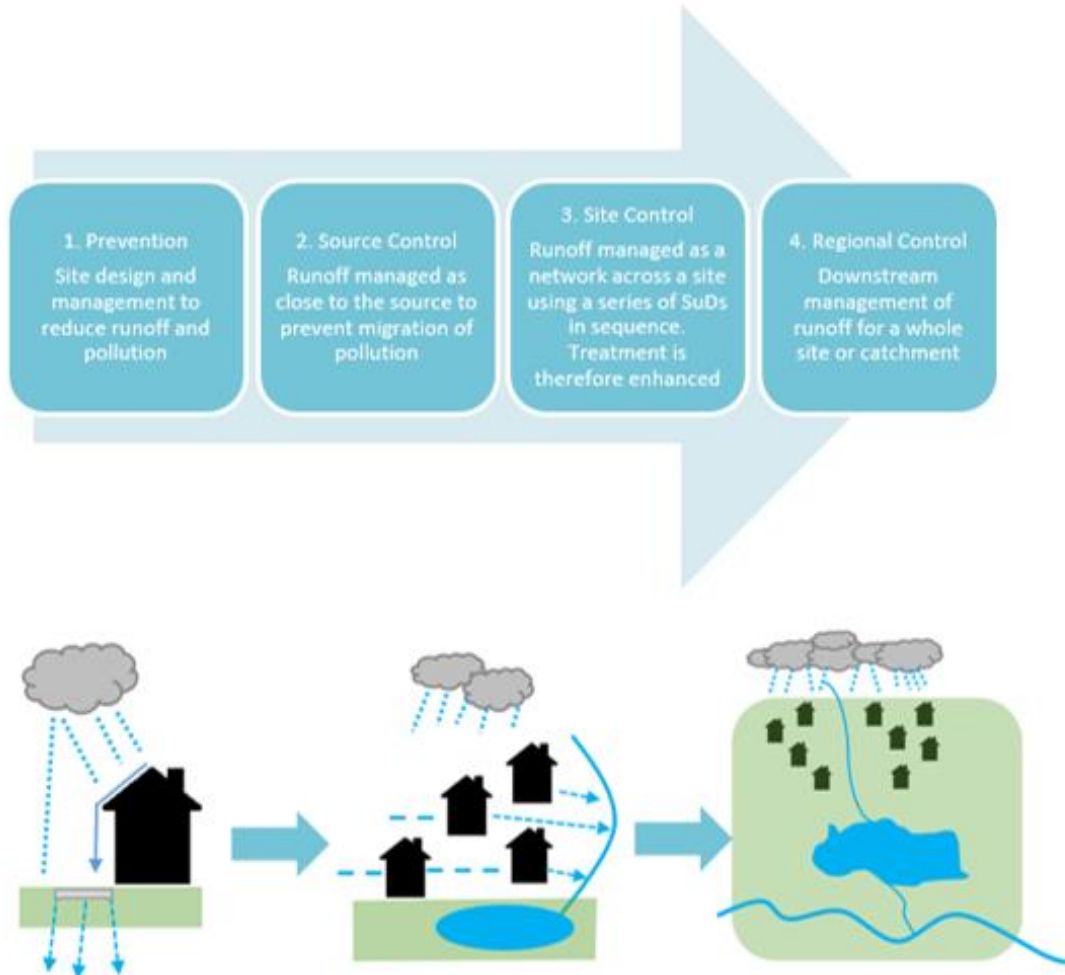 1. Prevention
Site design and
management to
reduce runoff and
pollution
2. Source Control
Runoff managed as
close to the source to
prevent migration of
pollution
3. Site Control
Runoff managed as a
network across a site
using a series of SuDs
in sequence.
Treatment is
therefore enhanced
4. Regional Control
Downstream
management of
runoff for a whole
site or catchment